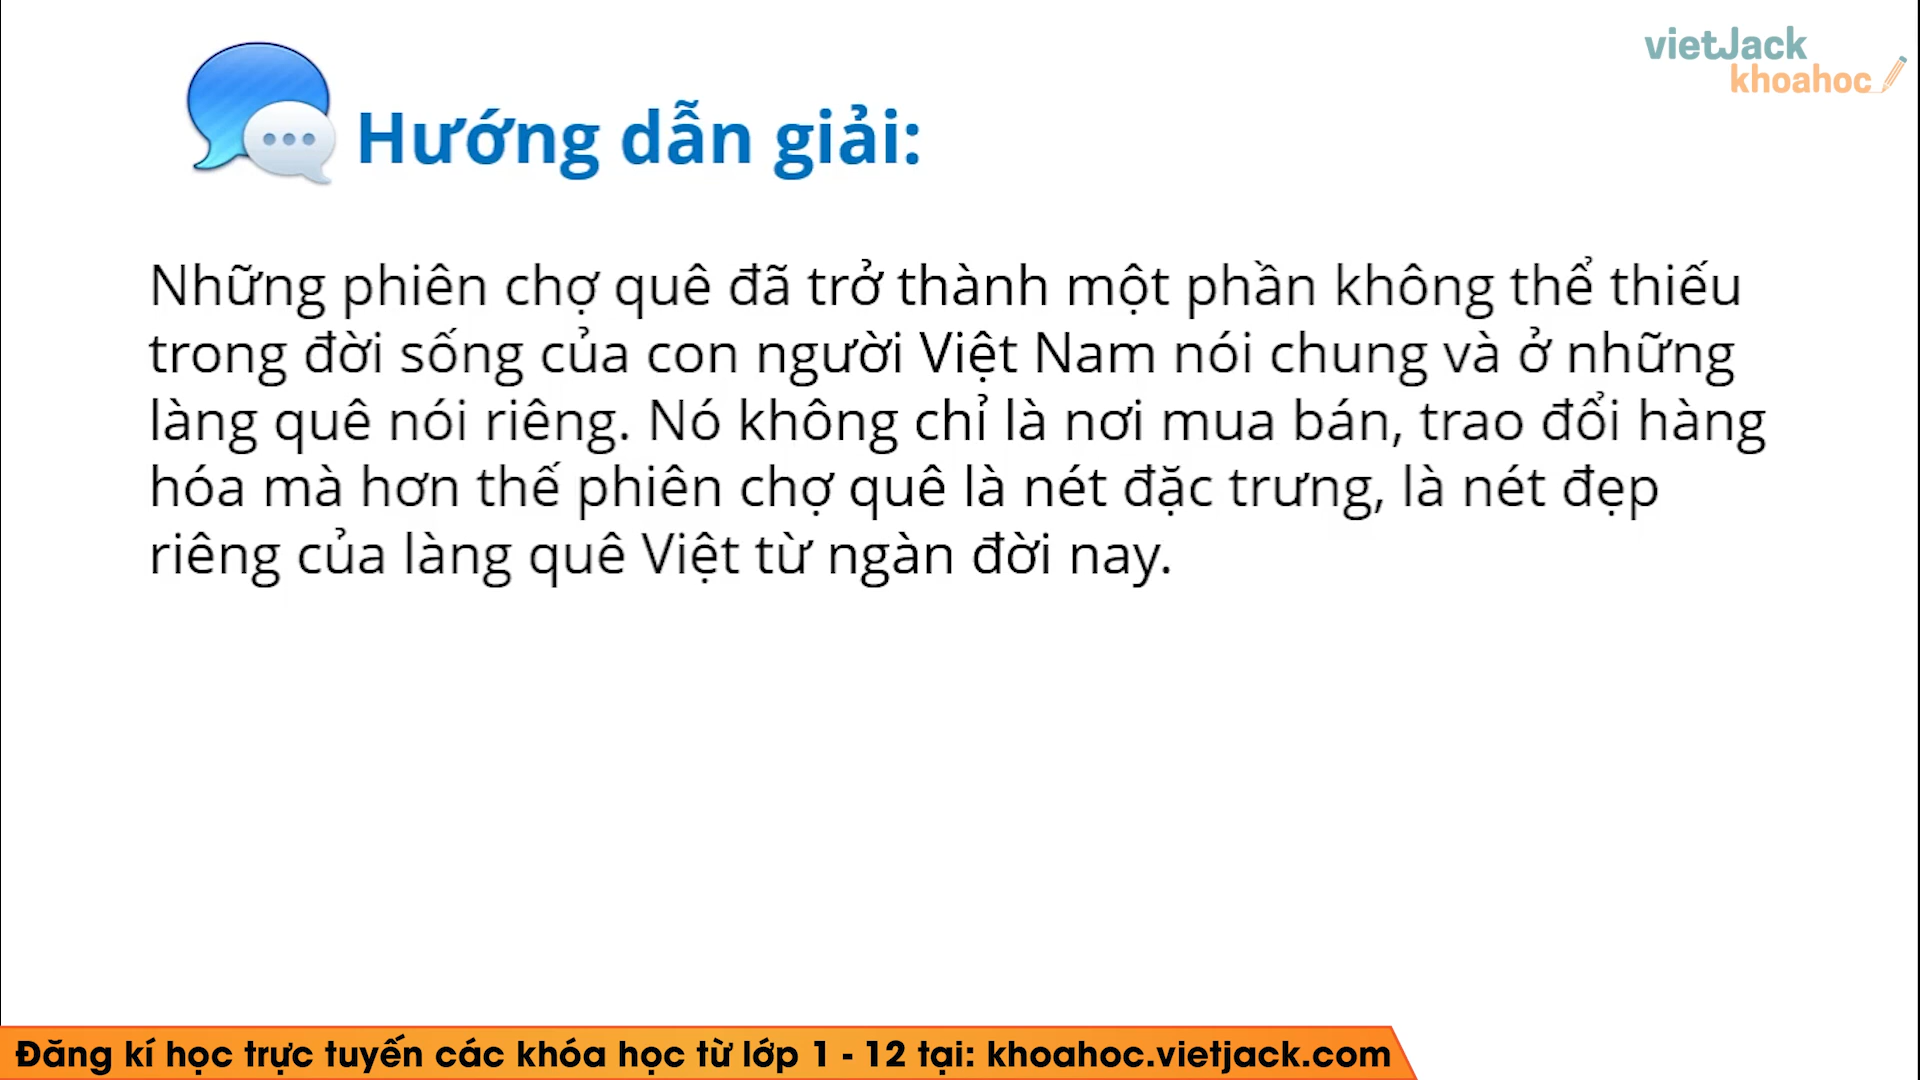 vietJack
khoahoc
Hướng dẫn giải:
Những phiên chợ quê đã trở thành một phần không thể thiếu
trong đời sống của con người Việt Nam nói chung và ở những
làng quê nói riêng. Nó không chỉ là nơi mua bán, trao đổi hàng
hóa mà hơn thế phiên chợ quê là nét đặc trưng, là nét đẹp
riêng của làng quê Việt từ ngàn đời nay.
Đăng kí học trực tuyến các khóa học từ lớp 1 - 12 tại: khoahoc.vietjack.com